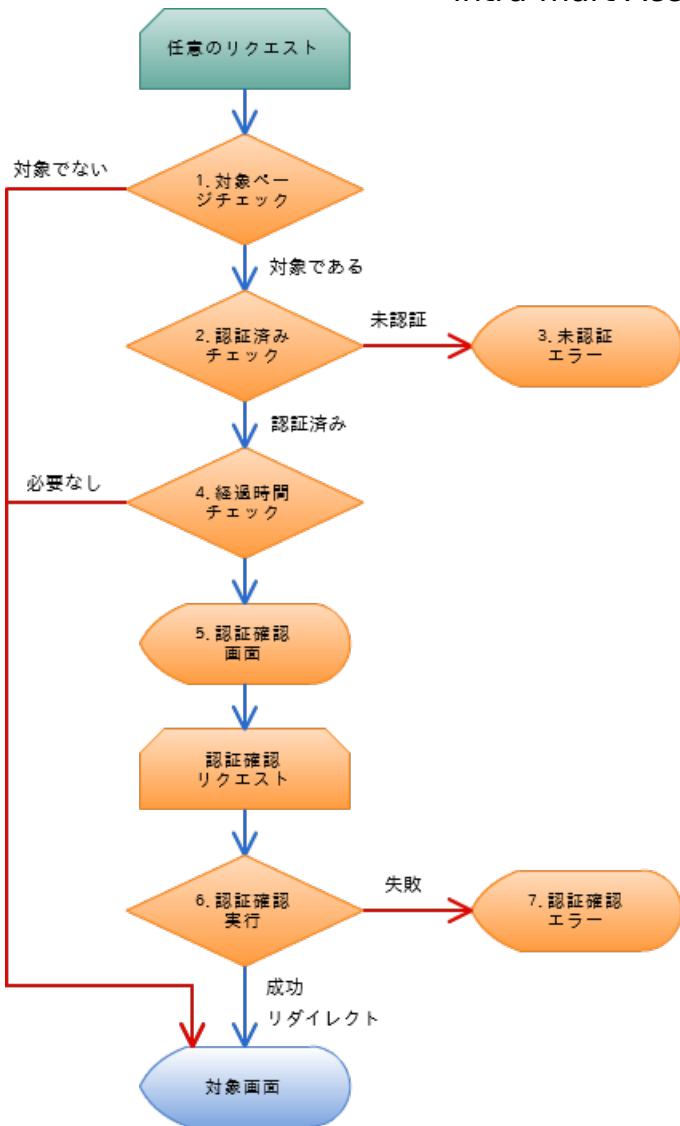 任意のリクエスト
対象でない
1.対象ペー
ジチェック
対象である
2.認証済み
チェック
未認証
3.未認証
エラー
認証済み
必要なし
4.経過時間
チェック
5.認証確認
画面
認証確認
リクエスト
6.認証確認
実行
失敗
7.認証確認
エラー
成功
リダイレクト
対象画面